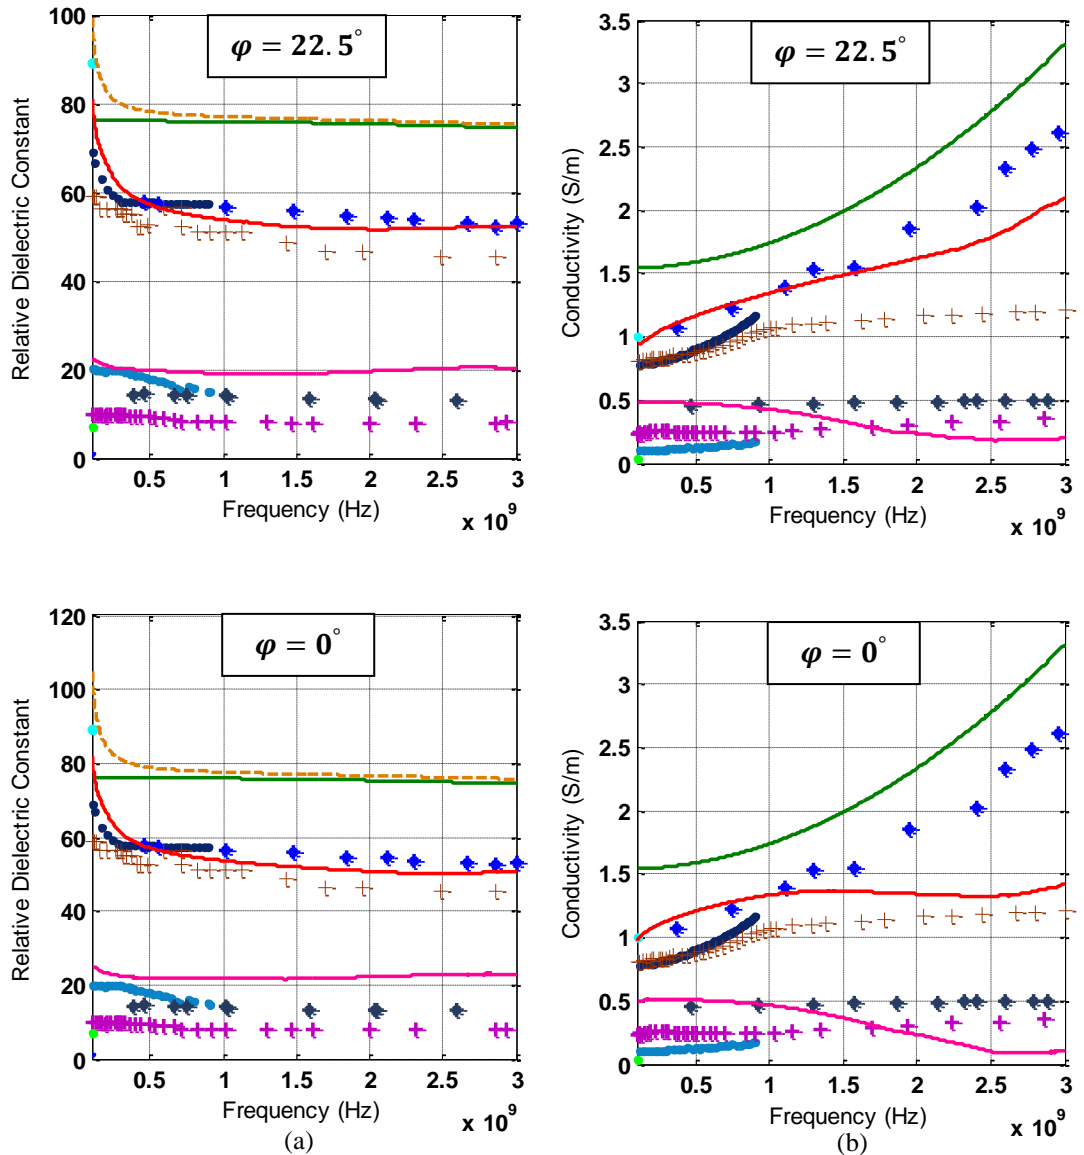 φ = 22.5°
Relative Dielectric Constant
100
80
60
40
20
0
0.5
1
1.5
2
2.5
3
Frequency (Hz)
x 10^9
φ = 22.5°
Conductivity (S/m)
3.5
3
2.5
2
1.5
1
0.5
0
0.5
1
1.5
2
2.5
3
Frequency (Hz)
x 10^9
φ = 0°
Relative Dielectric Constant
120
100
80
60
40
20
0
0.5
1
1.5
2
2.5
3
Frequency (Hz)
x 10^9
(a)
φ = 0°
Conductivity (S/m)
3.5
3
2.5
2
1.5
1
0.5
0
0.5
1
1.5
2
2.5
3
Frequency (Hz)
x 10^9
(b)